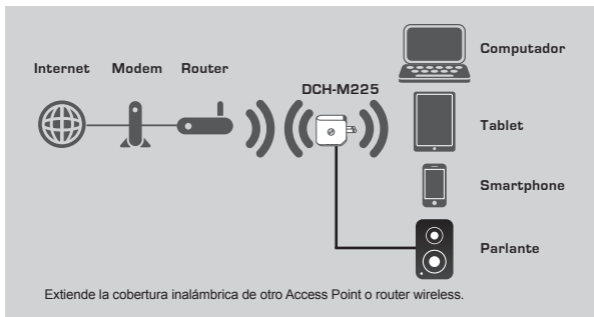 Internet
Modem
Router
DCH-M225
Computador
Tablet
Smartphone
Parlante
Extiende la cobertura inalámbrica de otro Access Point o router wireless.